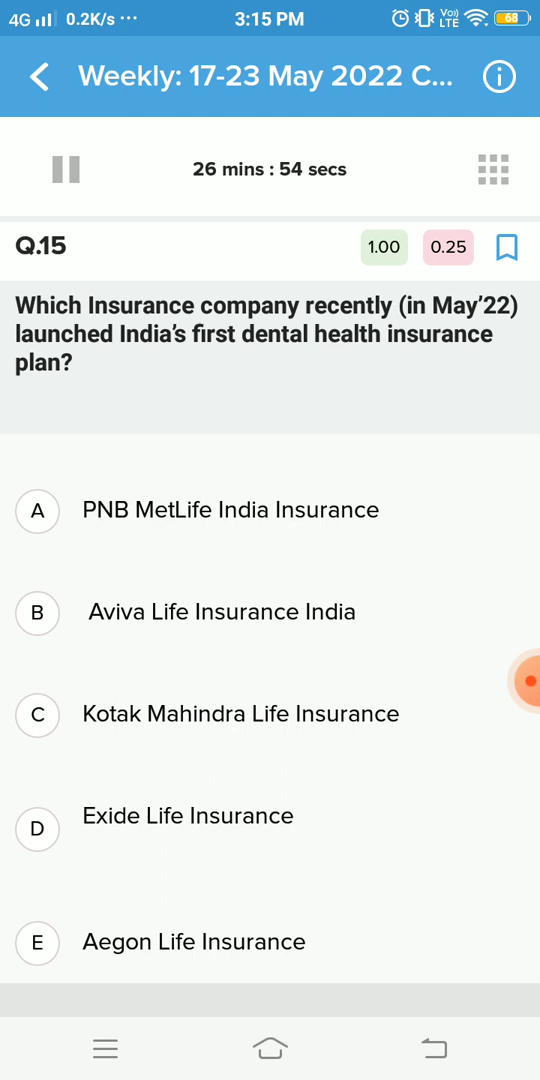 4G 0.2K/s ... 3:15 PM Vo)) LTE 68
Weekly: 17-23 May 2022 C...
26 mins : 54 secs
Q.15 1.00 0.25
Which Insurance company recently (in May'22)
launched India's first dental health insurance
plan?
A PNB MetLife India Insurance
B Aviva Life Insurance India
C Kotak Mahindra Life Insurance
D Exide Life Insurance
E Aegon Life Insurance